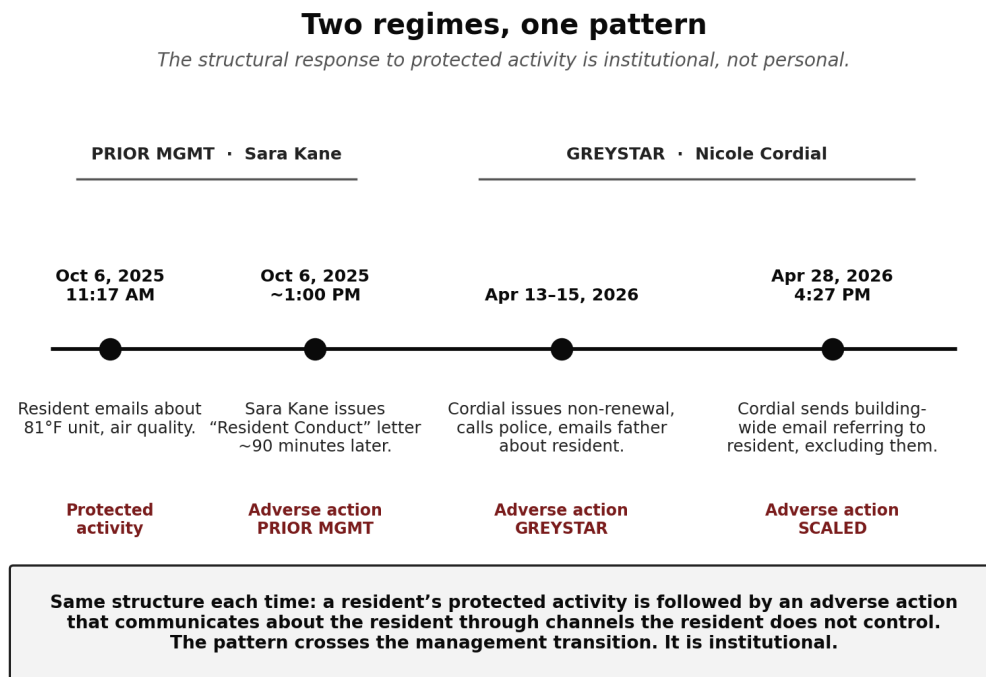 Two regimes, one pattern
The structural response to protected activity is institutional, not personal.
PRIOR MGMT · Sara Kane
GREYSTAR · Nicole Cordial
Oct 6, 2025
11:17 AM
Oct 6, 2025
~1:00 PM
Apr 13–15, 2026
Apr 28, 2026
4:27 PM
Resident emails about
81°F unit, air quality.
Sara Kane issues
“Resident Conduct” letter
~90 minutes later.
Cordial issues non-renewal,
calls police, emails father
about resident.
Cordial sends building-
wide email referring to
resident, excluding them.
Protected
activity
Adverse action
PRIOR MGMT
Adverse action
GREYSTAR
Adverse action
SCALED
Same structure each time: a resident’s protected activity is followed by an adverse action
that communicates about the resident through channels the resident does not control.
The pattern crosses the management transition. It is institutional.